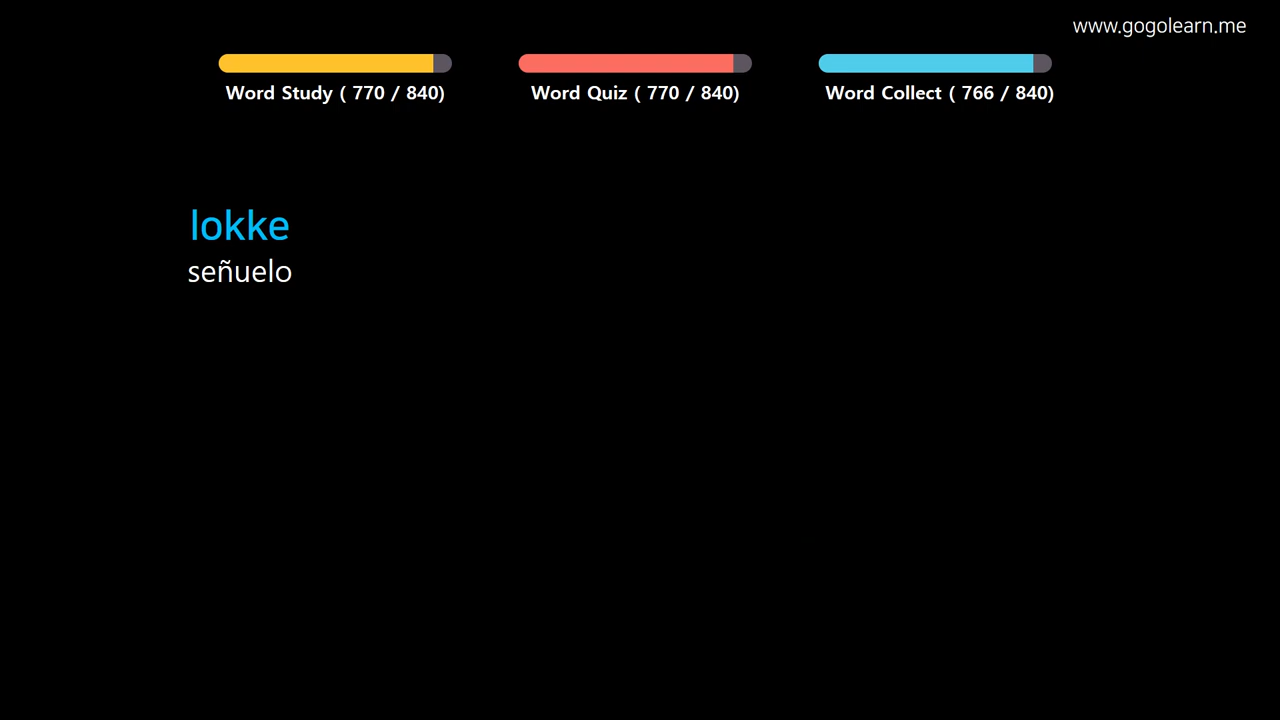 www.gogolearn.me
Word Study ( 770 / 840)
Word Quiz ( 770 / 840)
Word Collect ( 766 / 840)
lokke
señuelo